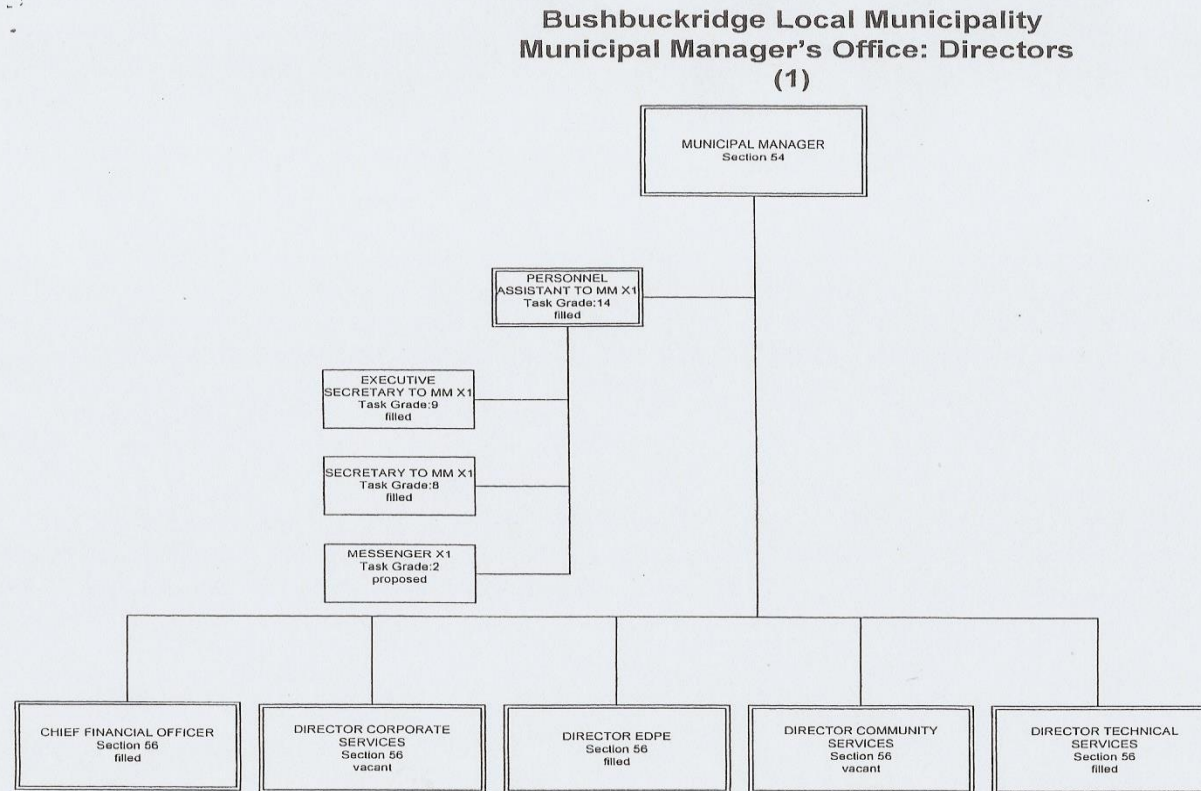 Bushbuckridge Local Municipality
Municipal Manager's Office: Directors
(1)
MUNICIPAL MANAGER
Section 54
PERSONNEL
ASSISTANT TO MM X1
Task Grade:14
filled
EXECUTIVE
SECRETARY TO MM X1
Task Grade:9
filled
SECRETARY TO MM X1
Task Grade:8
filled
MESSENGER X1
Task Grade:2
proposed
CHIEF FINANCIAL OFFICER
Section 56
filled
DIRECTOR CORPORATE
SERVICES
Section 56
vacant
DIRECTOR EDPE
Section 56
filled
DIRECTOR COMMUNITY
SERVICES
Section 56
vacant
DIRECTOR TECHNICAL
SERVICES
Section 56
filled